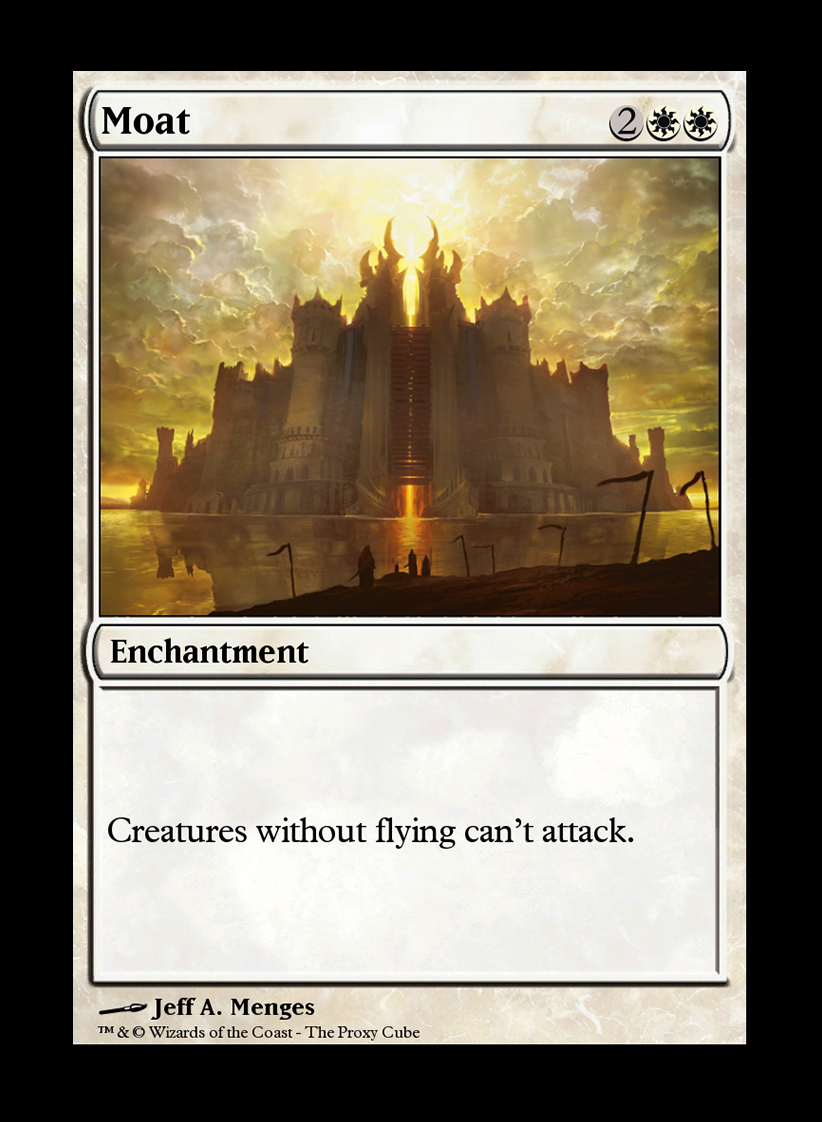 Moat 2
Enchantment
Creatures without flying can't attack.
Jeff A. Menges
™ & © Wizards of the Coast - The Proxy Cube